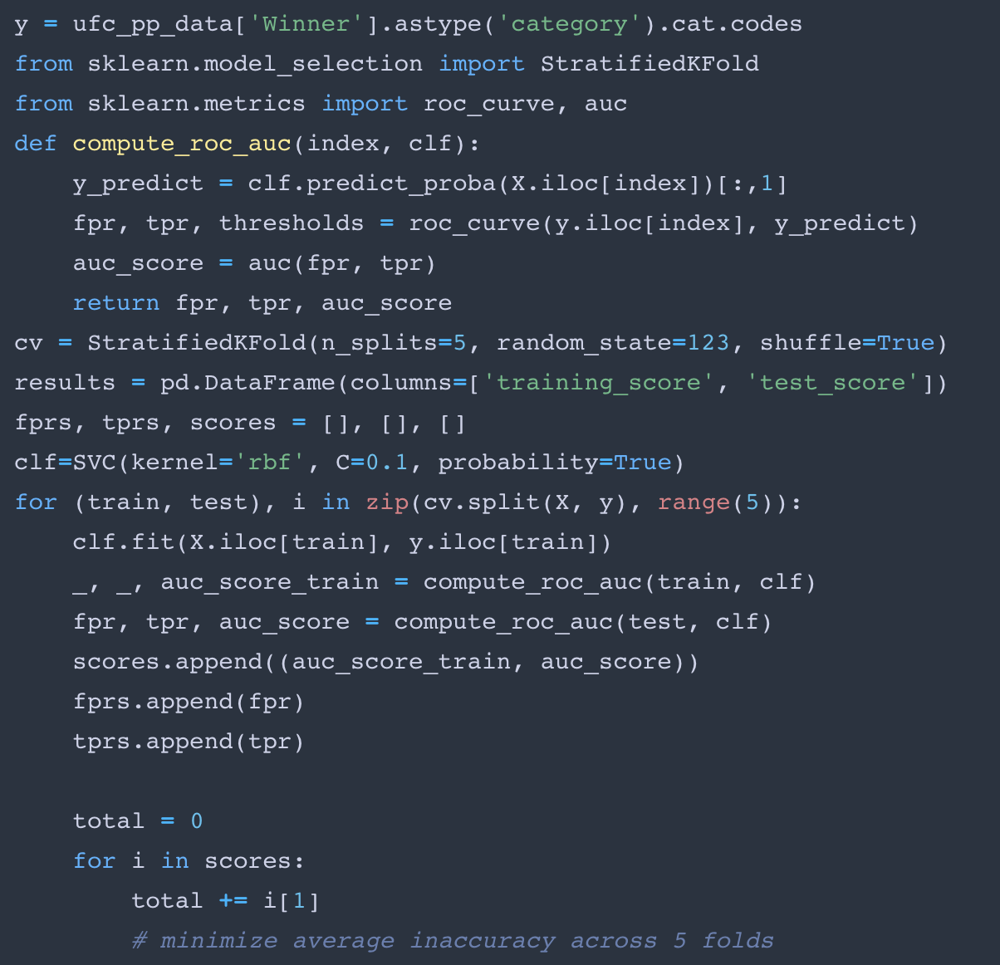 y = ufc_pp_data['Winner'].astype('category').cat.codes
from sklearn.model_selection import StratifiedKFold
from sklearn.metrics import roc_curve, auc
def compute_roc_auc(index, clf):
    y_predict = clf.predict_proba(X.iloc[index])[:,1]
    fpr, tpr, thresholds = roc_curve(y.iloc[index], y_predict)
    auc_score = auc(fpr, tpr)
    return fpr, tpr, auc_score
cv = StratifiedKFold(n_splits=5, random_state=123, shuffle=True)
results = pd.DataFrame(columns=['training_score', 'test_score'])
fprs, tprs, scores = [], [], []
clf=SVC(kernel='rbf', C=0.1, probability=True)
for (train, test), i in zip(cv.split(X, y), range(5)):
    clf.fit(X.iloc[train], y.iloc[train])
    _, _, auc_score_train = compute_roc_auc(train, clf)
    fpr, tpr, auc_score = compute_roc_auc(test, clf)
    scores.append((auc_score_train, auc_score))
    fprs.append(fpr)
    tprs.append(tpr)

    total = 0
    for i in scores:
        total += i[1]
        # minimize average inaccuracy across 5 folds